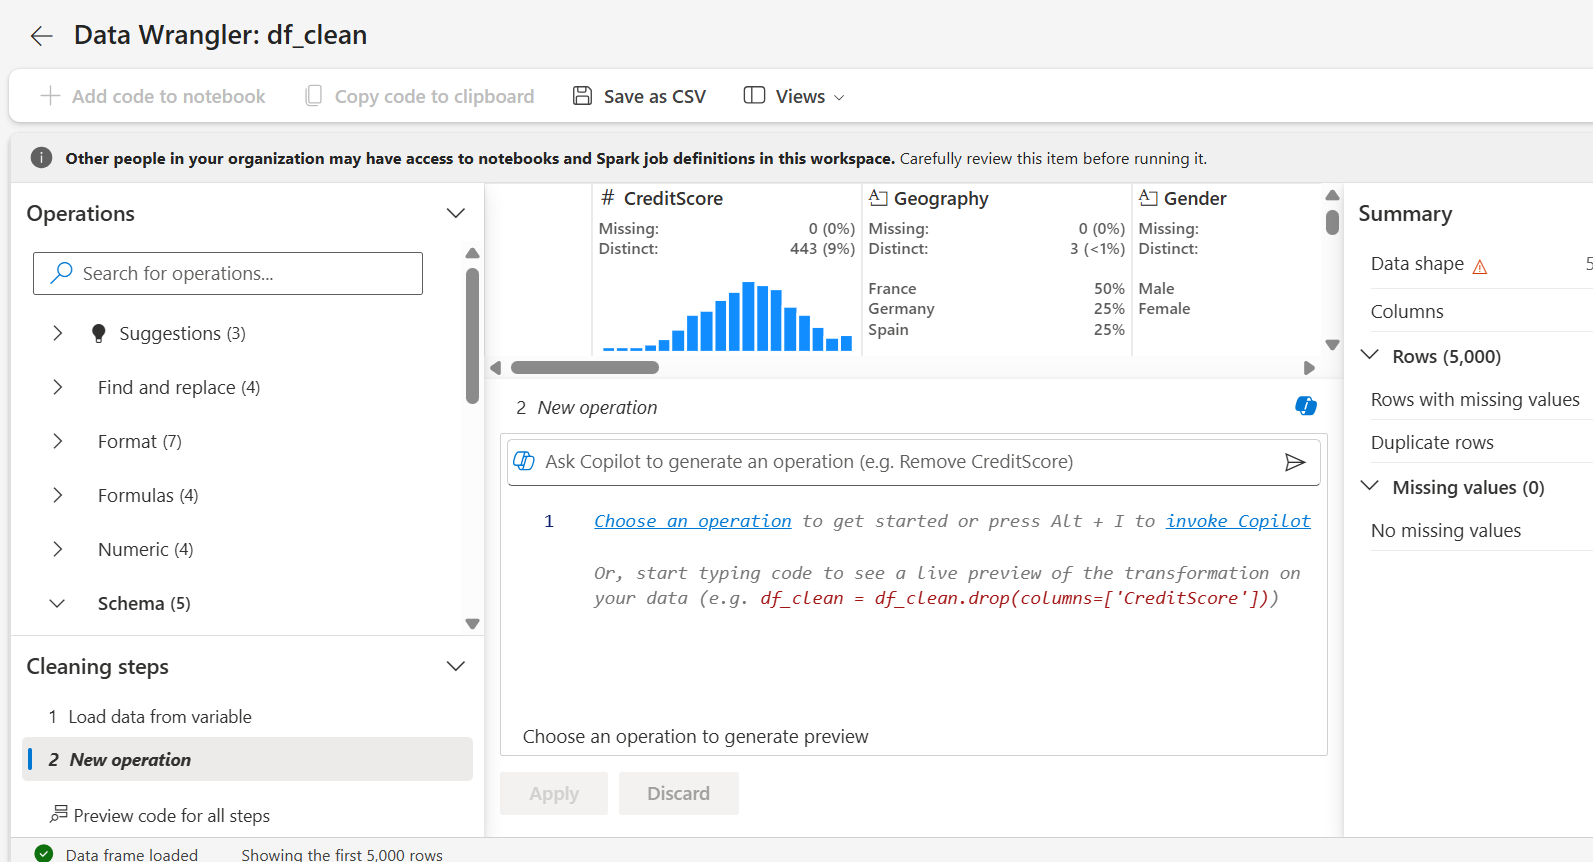 Data Wrangler: df_clean
Add code to notebook
Copy code to clipboard
Save as CSV
Views
Other people in your organization may have access to notebooks and Spark job definitions in this workspace. Carefully review this item before running it.
Operations
Search for operations...
Suggestions (3)
Find and replace (4)
Format (7)
Formulas (4)
Numeric (4)
Schema (5)
Cleaning steps
1 Load data from variable
2 New operation
Preview code for all steps
# CreditScore
Missing: 0 (0%)
Distinct: 443 (9%)
Geography
Missing: 0 (0%)
Distinct: 3 (<1%)
France 50%
Germany 25%
Spain 25%
Gender
Missing:
Distinct:
Male
Female
2 New operation
Ask Copilot to generate an operation (e.g. Remove CreditScore)
1 Choose an operation to get started or press Alt + I to invoke Copilot
Or, start typing code to see a live preview of the transformation on
your data (e.g. df_clean = df_clean.drop(columns=['CreditScore']))
Choose an operation to generate preview
Apply
Discard
Summary
Data shape 5
Columns
Rows (5,000)
Rows with missing values
Duplicate rows
Missing values (0)
No missing values
Data frame loaded
Showing the first 5,000 rows